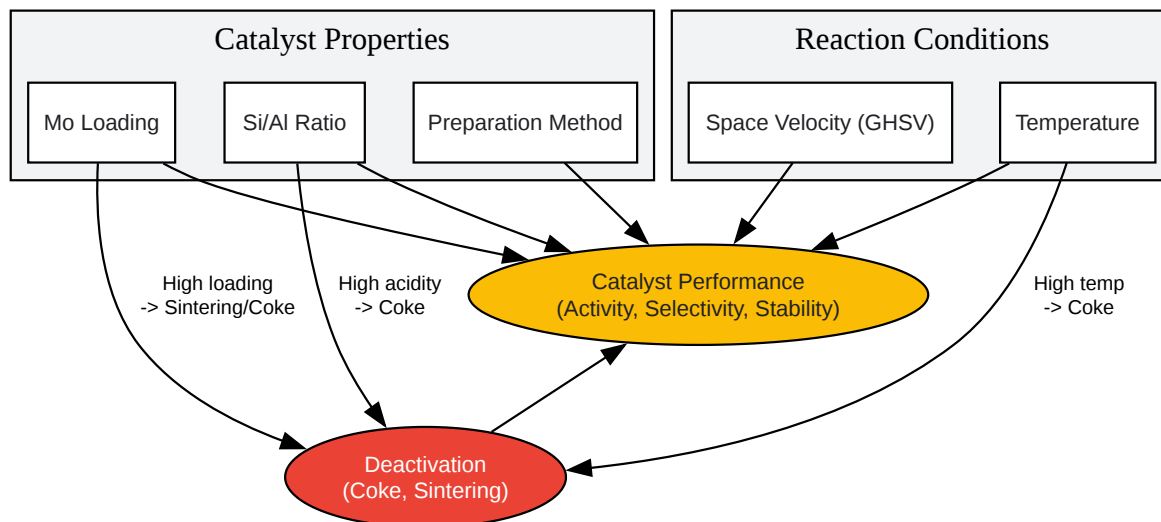 Catalyst Properties
Reaction Conditions
Mo Loading
Si/Al Ratio
Preparation Method
Space Velocity (GHSV)
Temperature
High loading
-> Sintering/Coke
High acidity
-> Coke
Catalyst Performance
(Activity, Selectivity, Stability)
High temp
-> Coke
Deactivation
(Coke, Sintering)